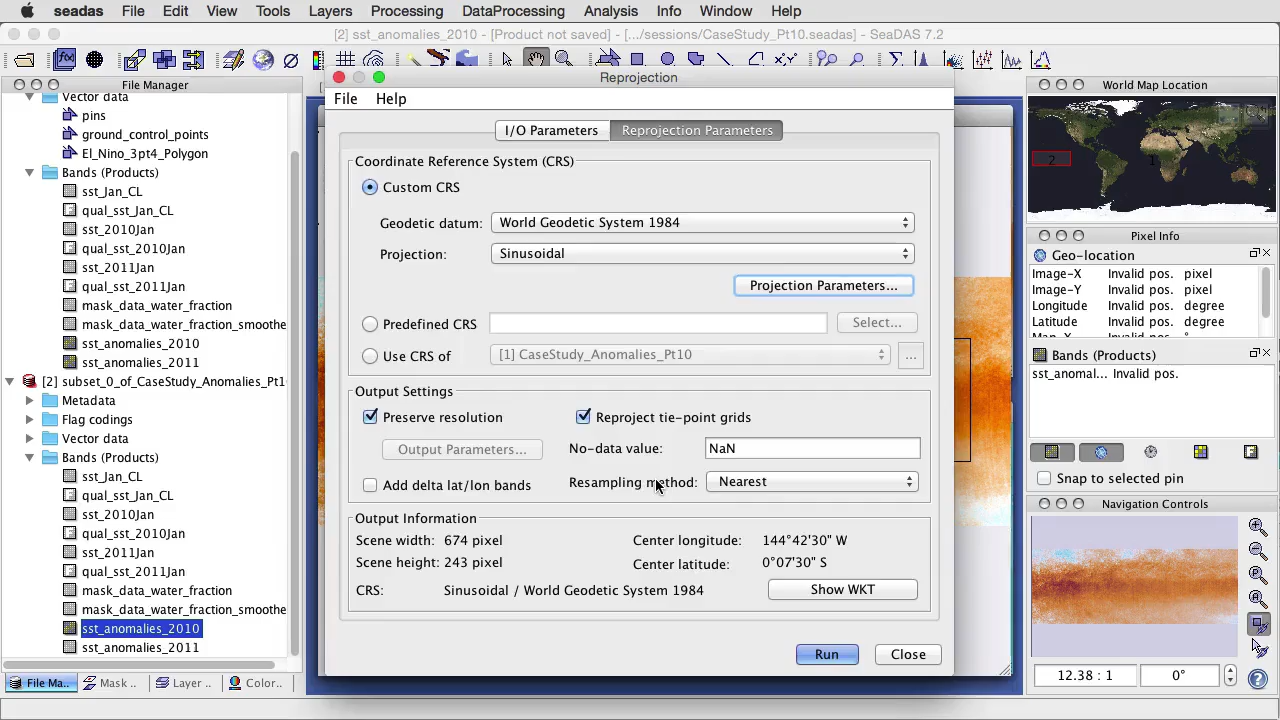 seadas File Edit View Tools Layers Processing DataProcessing Analysis Info Window Help
[2] sst_anomalies_2010 - [Product not saved] - [.../sessions/CaseStudy_Pt10.seadas] - SeaDAS 7.2
File Manager
Vector data
pins
ground_control_points
El_Nino_3pt4_Polygon
Bands (Products)
sst_Jan_CL
qual_sst_Jan_CL
sst_2010Jan
qual_sst_2010Jan
sst_2011Jan
qual_sst_2011Jan
mask_data_water_fraction
mask_data_water_fraction_smoothe
sst_anomalies_2010
sst_anomalies_2011
[2] subset_0_of_CaseStudy_Anomalies_Pt1
Metadata
Flag codings
Vector data
Bands (Products)
sst_Jan_CL
qual_sst_Jan_CL
sst_2010Jan
qual_sst_2010Jan
sst_2011Jan
qual_sst_2011Jan
mask_data_water_fraction
mask_data_water_fraction_smoothe
sst_anomalies_2010
sst_anomalies_2011
File Ma.. Mask .. Layer .. Color..
Reprojection
File Help
I/O Parameters Reprojection Parameters
Coordinate Reference System (CRS)
Custom CRS
Geodetic datum: World Geodetic System 1984
Projection: Sinusoidal
Projection Parameters...
Predefined CRS Select...
Use CRS of [1] CaseStudy_Anomalies_Pt10 ...
Output Settings
Preserve resolution Reproject tie-point grids
Output Parameters... No-data value: NaN
Add delta lat/lon bands Resampling method: Nearest
Output Information
Scene width: 674 pixel Center longitude: 144°42'30" W
Scene height: 243 pixel Center latitude: 0°07'30" S
CRS: Sinusoidal / World Geodetic System 1984 Show WKT
Run Close
World Map Location
2 1
Pixel Info
Geo-location
Image-X Invalid pos. pixel
Image-Y Invalid pos. pixel
Longitude Invalid pos. degree
Latitude Invalid pos. degree
Bands (Products)
sst_anomal... Invalid pos.
Snap to selected pin
Navigation Controls
12.38 : 1 0°